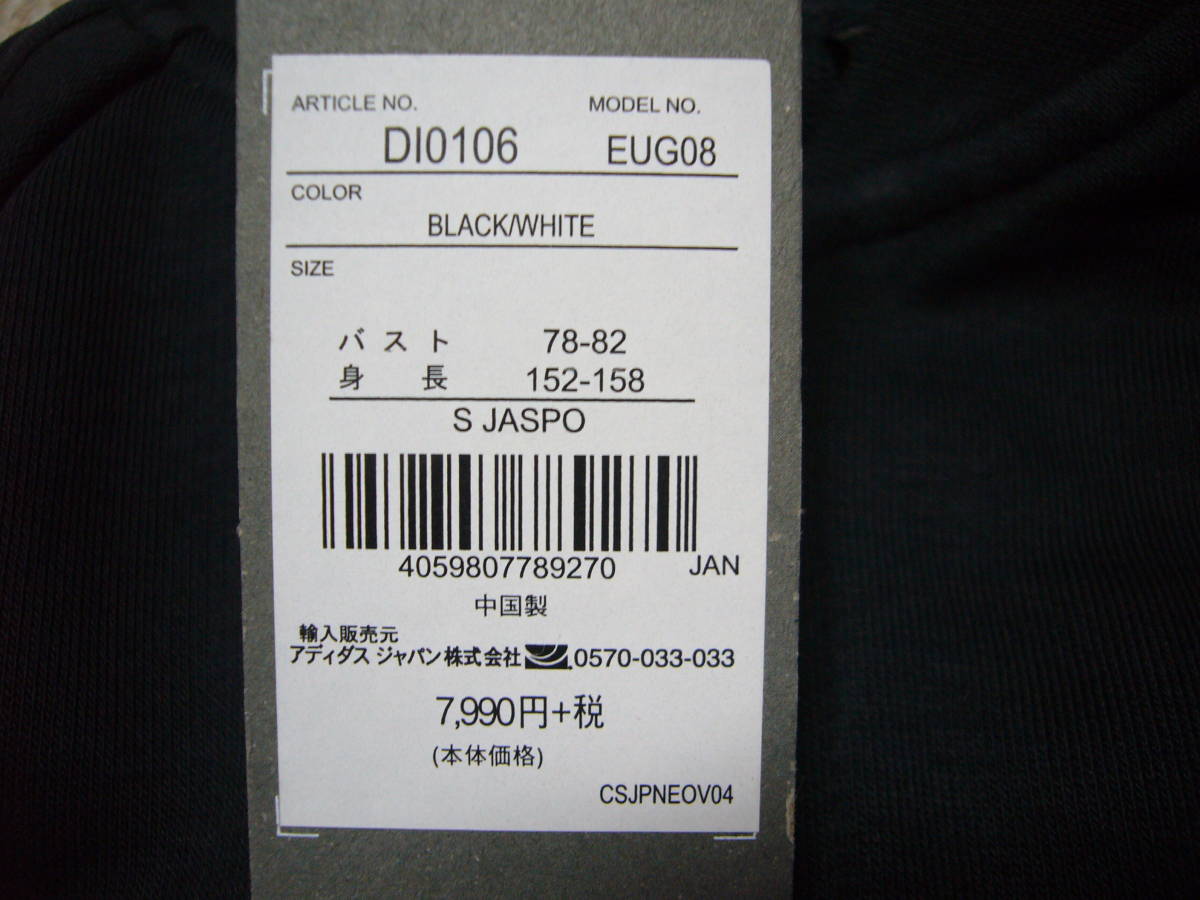 ARTICLE NO. MODEL NO.
DI0106 EUG08
COLOR
BLACK/WHITE
SIZE
バスト 78-82
身長 152-158
S JASPO
4059807789270 JAN
中国製
輸入販売元
アディダス ジャパン株式会社 0570-033-033
7,990円+税
(本体価格)
CSJPNEOV04